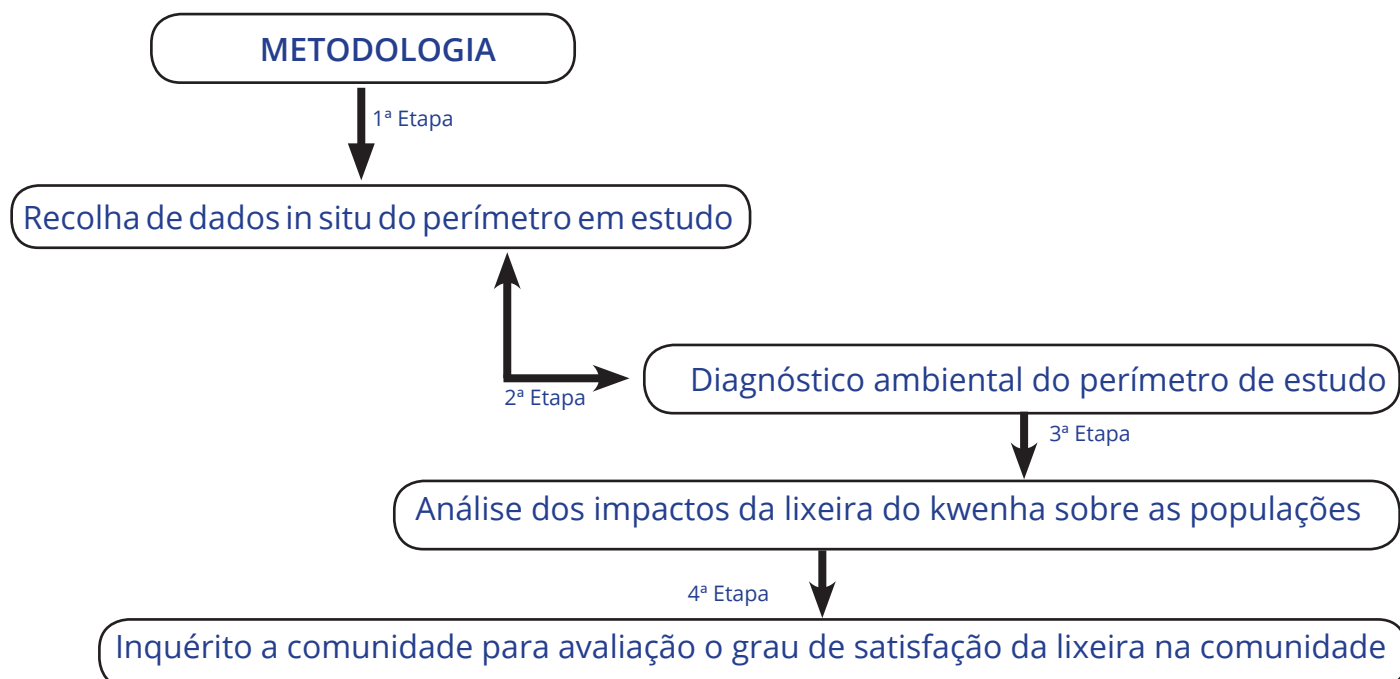 METODOLOGIA
1ª Etapa
Recolha de dados in situ do perímetro em estudo
2ª Etapa
Diagnóstico ambiental do perímetro de estudo
3ª Etapa
Análise dos impactos da lixeira do kwenha sobre as populações
4ª Etapa
Inquérito a comunidade para avaliação o grau de satisfação da lixeira na comunidade